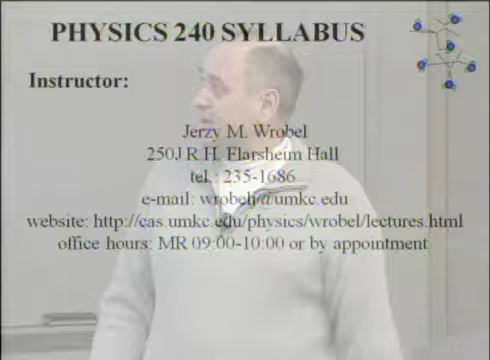 PHYSICS 240 SYLLABUS
Instructor:
Jerzy M. Wrobel
250J R H. Flarsheim Hall
tel.: 235-1686
e-mail: wrobelj@umkc.edu
website: http://cas.umkc.edu/physics/wrobel/lectures.html
office hours: MR 09:00-10:00 or by appointment